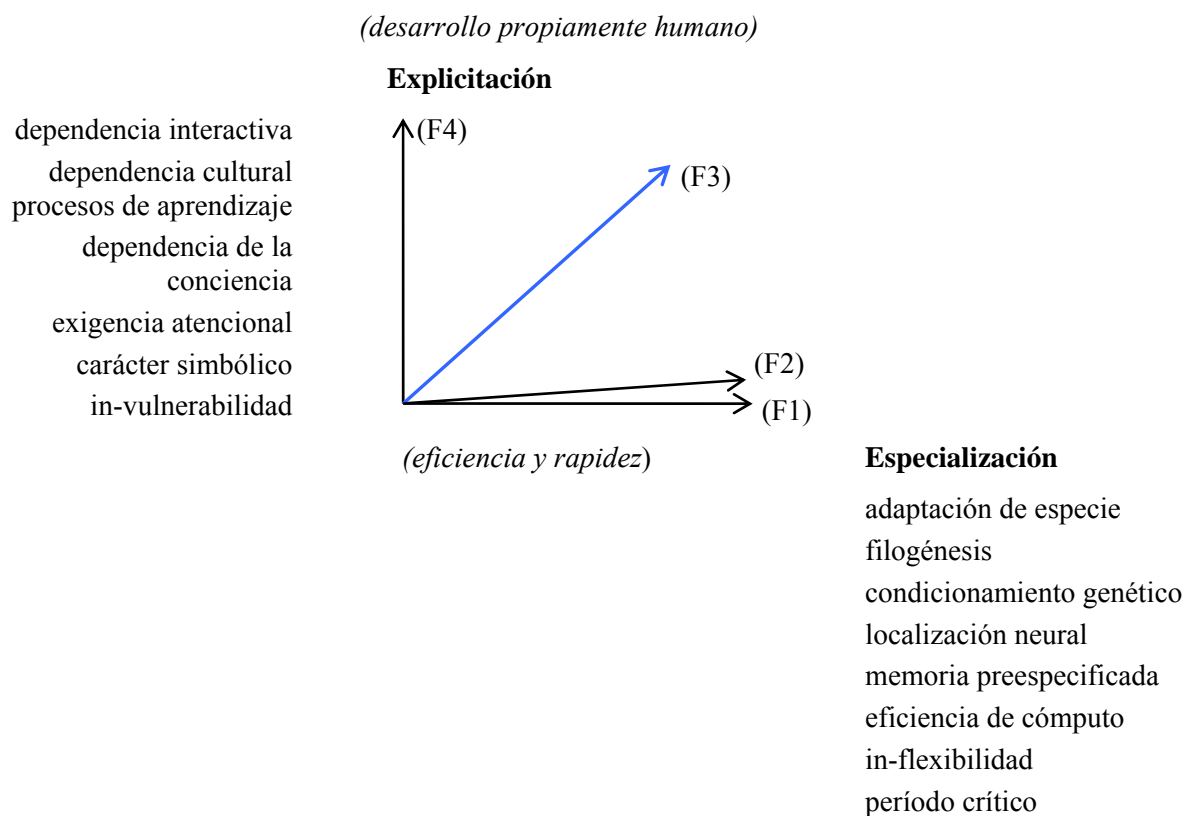 (desarrollo propiamente humano)
Explicitación
dependencia interactiva
dependencia cultural
procesos de aprendizaje
dependencia de la
conciencia
exigencia atencional
carácter simbólico
in-vulnerabilidad
(F4)
(F3)
(F2)
(F1)
(eficiencia y rapidez)
Especialización
adaptación de especie
filogénesis
condicionamiento genético
localización neural
memoria preespecificada
eficiencia de cómputo
in-flexibilidad
período crítico